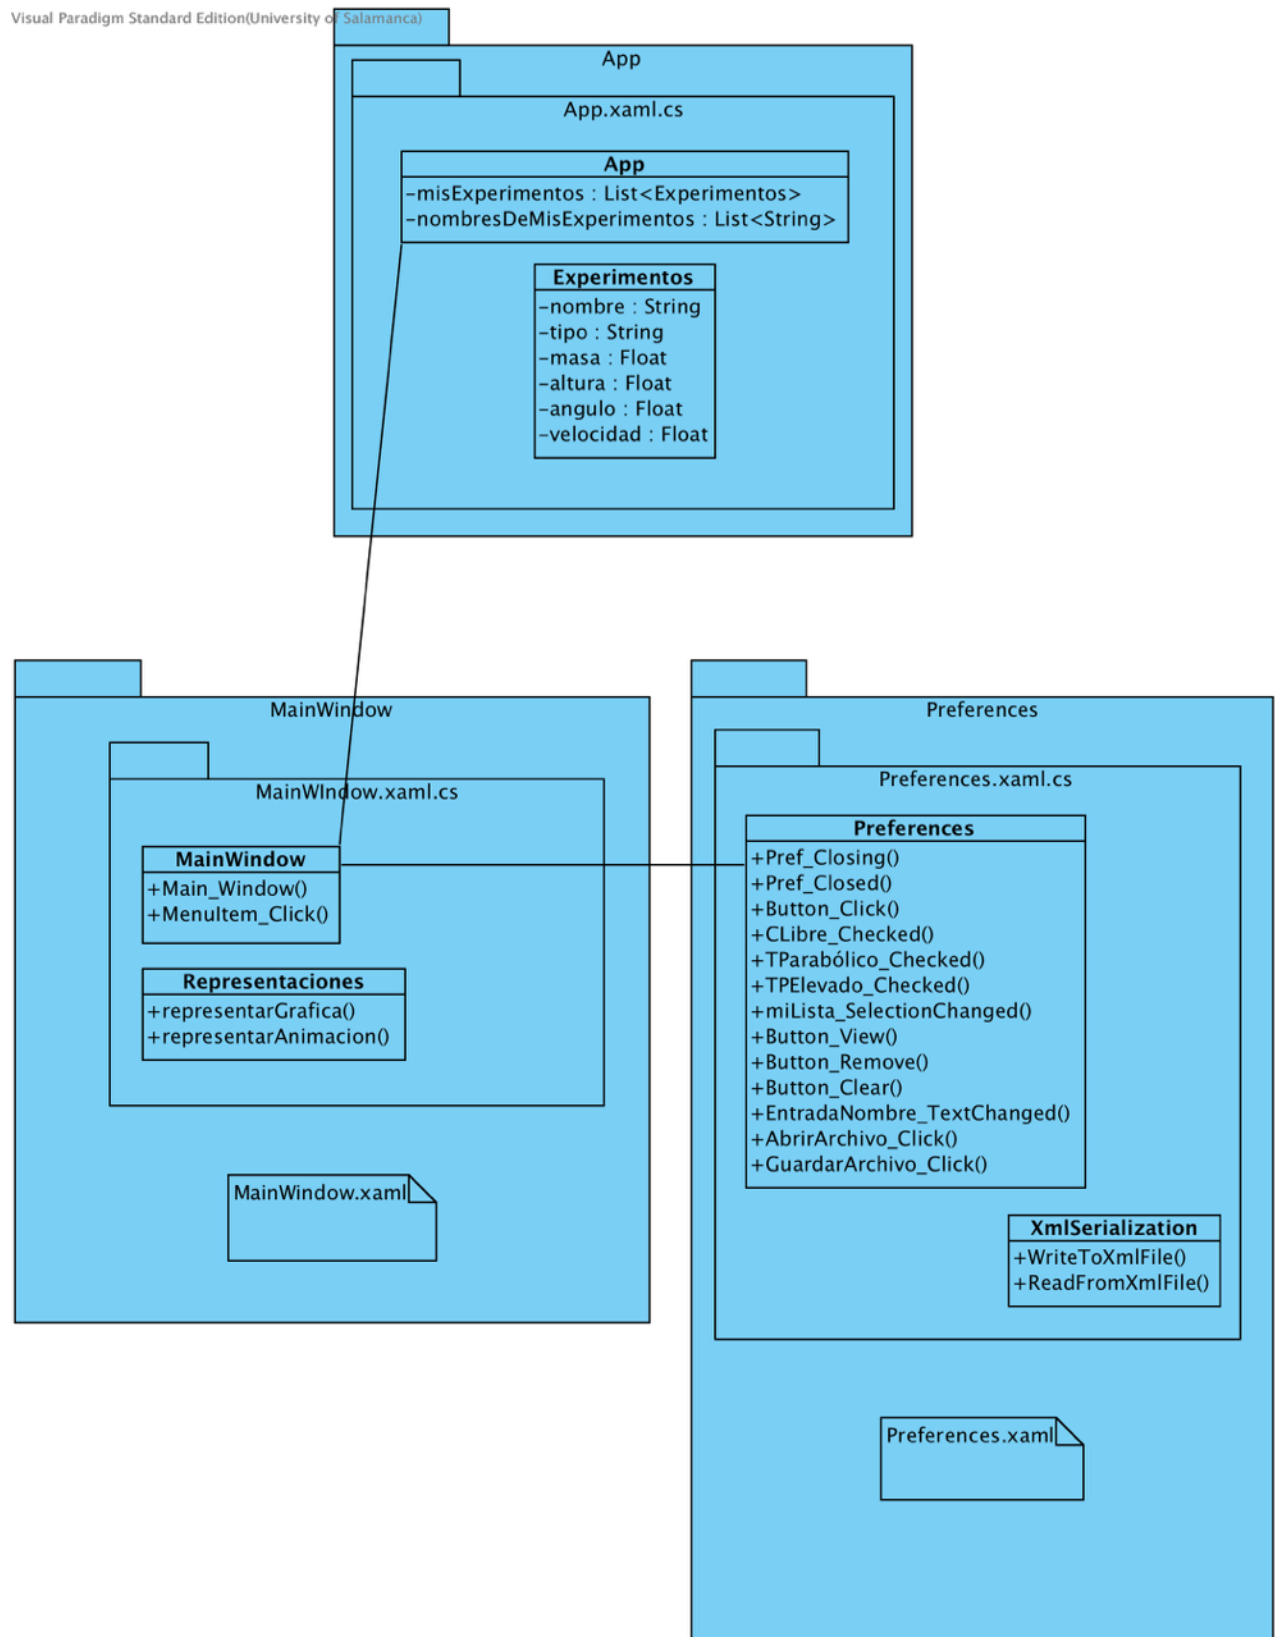 Visual Paradigm Standard Edition(University of Salamanca)
App
App.xaml.cs
App
-misExperimentos : List<Experimentos>
-nombresDeMisExperimentos : List<String>
Experimentos
-nombre : String
-tipo : String
-masa : Float
-altura : Float
-angulo : Float
-velocidad : Float
MainWindow
MainWIndow.xaml.cs
MainWindow
+Main_Window()
+MenuItem_Click()
Representaciones
+representarGrafica()
+representarAnimacion()
MainWindow.xaml
Preferences
Preferences.xaml.cs
Preferences
+Pref_Closing()
+Pref_Closed()
+Button_Click()
+CLibre_Checked()
+TParabólico_Checked()
+TPElevado_Checked()
+miLista_SelectionChanged()
+Button_View()
+Button_Remove()
+Button_Clear()
+EntradaNombre_TextChanged()
+AbrirArchivo_Click()
+GuardarArchivo_Click()
XmlSerialization
+WriteToXmlFile()
+ReadFromXmlFile()
Preferences.xaml